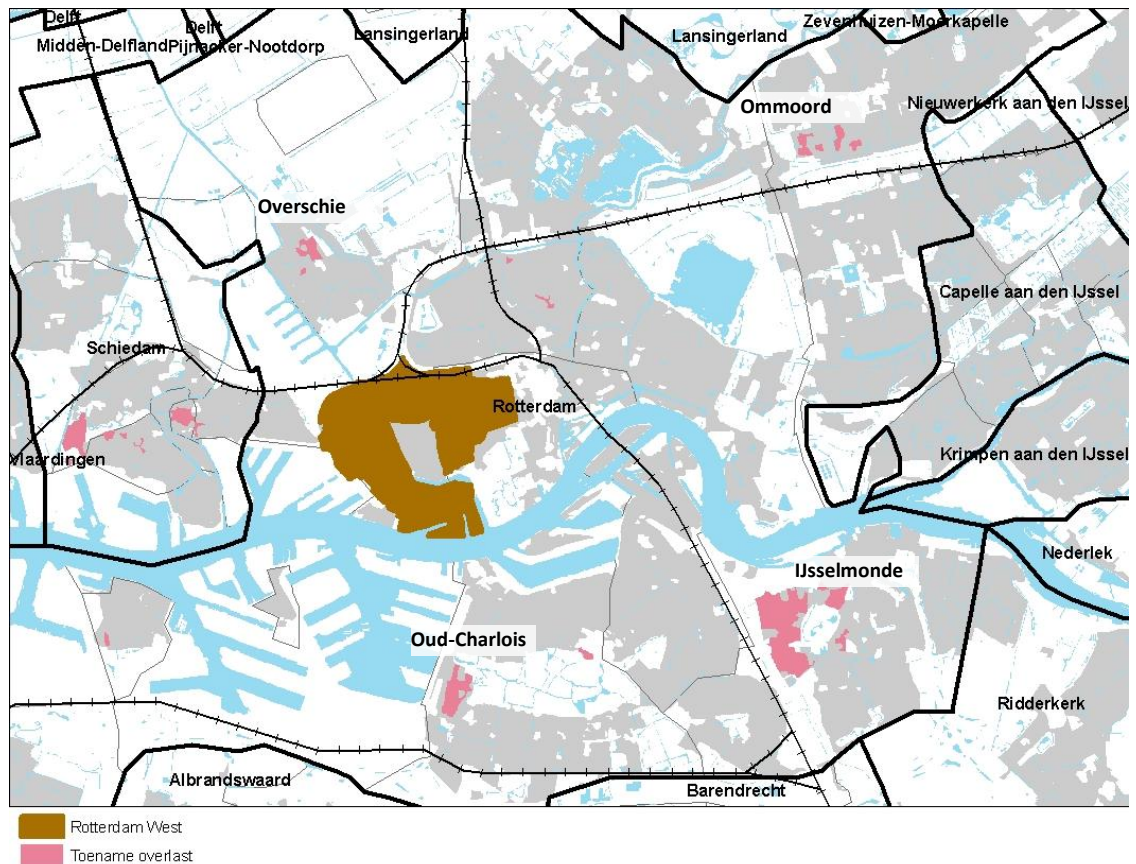 Delft
Delft
Midden-Delfland
Pijnacker-Nootdorp
Lansingerland
Lansingerland
Zevenhuizen-Moerkapelle
Ommoord
Nieuwerkerk aan den IJssel
Overschie
Capelle aan den IJssel
Schiedam
Rotterdam
Vlaardingen
Krimpen aan den IJssel
Nederlek
IJsselmonde
Oud-Charlois
Ridderkerk
Albrandswaard
Barendrecht
Rotterdam West
Toename overlast